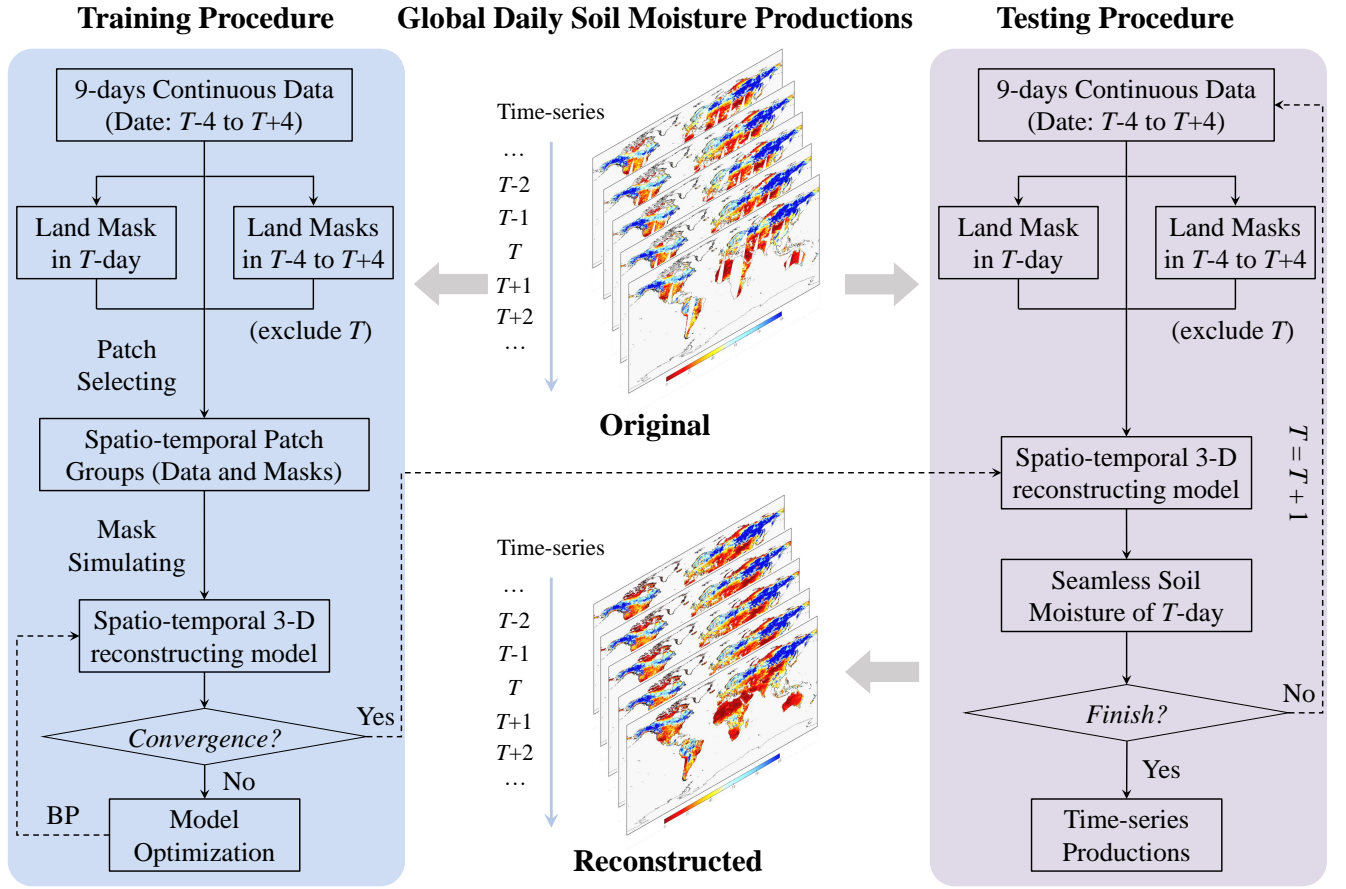 Training Procedure
9-days Continuous Data
(Date: T-4 to T+4)
Land Mask
in T-day
Land Masks
in T-4 to T+4
(exclude T)
Patch
Selecting
Spatio-temporal Patch
Groups (Data and Masks)
Mask
Simulating
Spatio-temporal 3-D
reconstructing model
Convergence?
Yes
No
BP
Model
Optimization
Global Daily Soil Moisture Productions
Time-series
…
T-2
T-1
T
T+1
T+2
…
Original
Time-series
…
T-2
T-1
T
T+1
T+2
…
Reconstructed
Testing Procedure
9-days Continuous Data
(Date: T-4 to T+4)
Land Mask
in T-day
Land Masks
in T-4 to T+4
(exclude T)
Spatio-temporal 3-D
reconstructing model
T = T + 1
Seamless Soil
Moisture of T-day
Finish?
No
Yes
Time-series
Productions